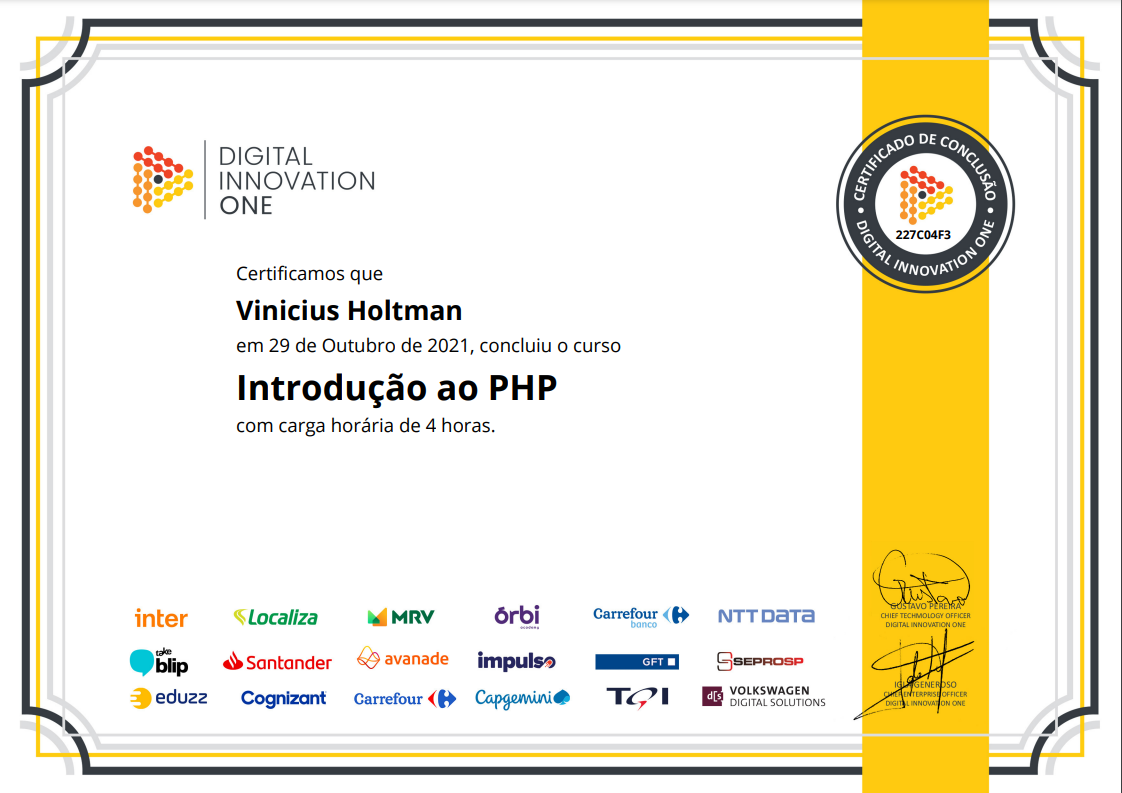 DIGITAL
INNOVATION
ONE
CERTIFICADO DE CONCLUSÃO
227C04F3
DIGITAL INNOVATION ONE
Certificamos que
Vinicius Holtman
em 29 de Outubro de 2021, concluiu o curso
Introdução ao PHP
com carga horária de 4 horas.
inter
Localiza
MRV
órbi
academy
Carrefour
banco
NTT DATA
take
blip
Santander
avanade
impulso
GFT
SEPROSP
eduzz
Cognizant
Carrefour
Capgemini
TQI
d[s
VOLKSWAGEN
DIGITAL SOLUTIONS
Gustavo
GUSTAVO PEREIRA
CHIEF TECHNOLOGY OFFICER
DIGITAL INNOVATION ONE
GENEROSO
CHIEF ENTERPRISE OFFICER
DIGITAL INNOVATION ONE